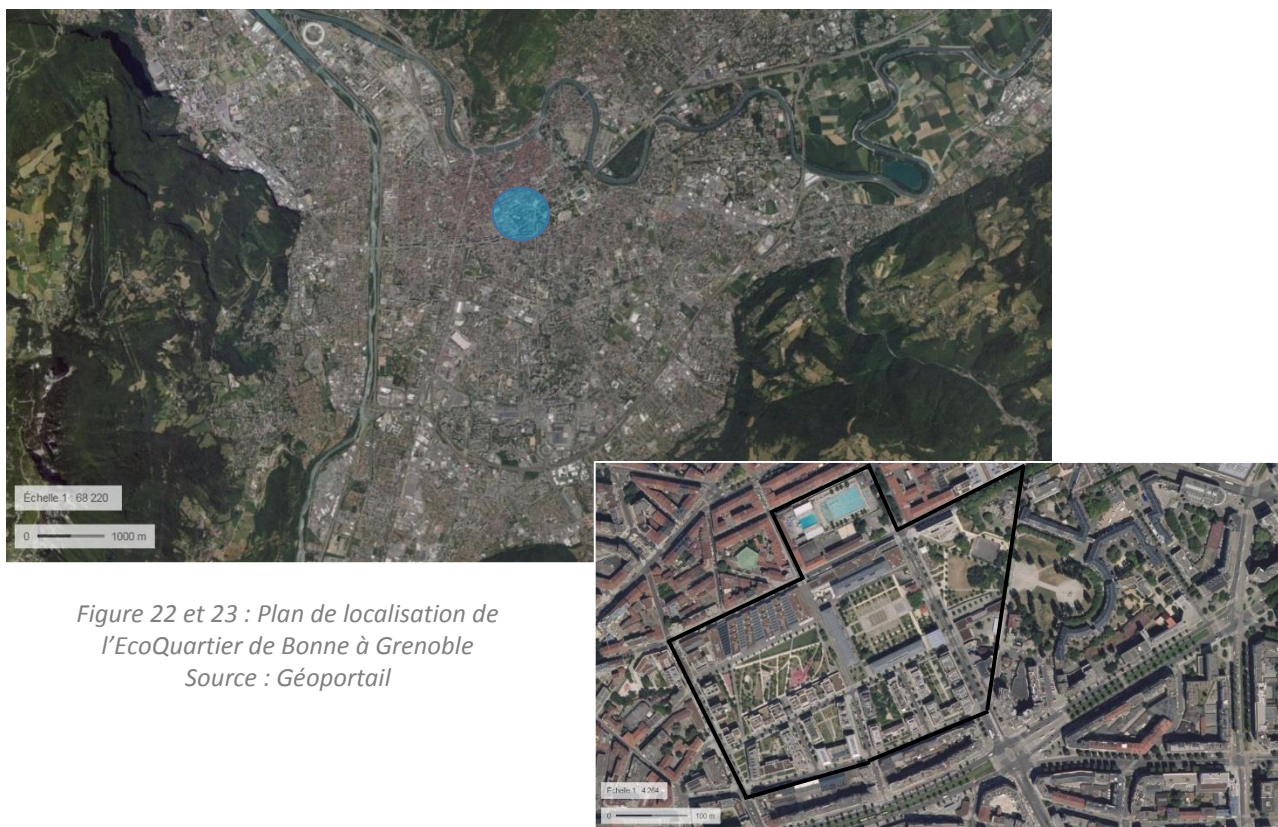 Échelle 1 : 68 220
0 1000 m
Figure 22 et 23 : Plan de localisation de
l'EcoQuartier de Bonne à Grenoble
Source : Géoportail
Échelle 1 : 4 264
0 100 m